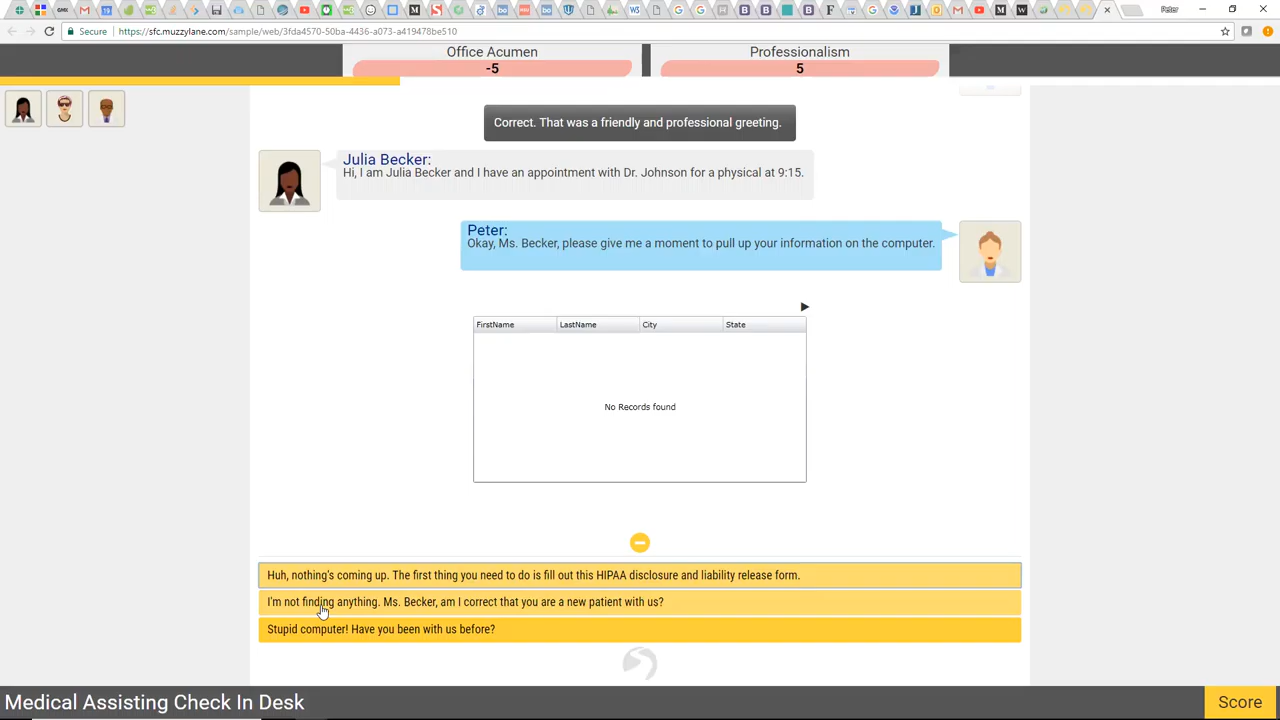 Peter
Secure
https://sfc.muzzylane.com/sample/web/3fda4570-50ba-4436-a073-a419478be510
Office Acumen
-5
Professionalism
5
Correct. That was a friendly and professional greeting.
Julia Becker:
Hi, I am Julia Becker and I have an appointment with Dr. Johnson for a physical at 9:15.
Peter:
Okay, Ms. Becker, please give me a moment to pull up your information on the computer.
FirstName LastName City State
No Records found
Huh, nothing's coming up. The first thing you need to do is fill out this HIPAA disclosure and liability release form.
I'm not finding anything. Ms. Becker, am I correct that you are a new patient with us?
Stupid computer! Have you been with us before?
Medical Assisting Check In Desk
Score